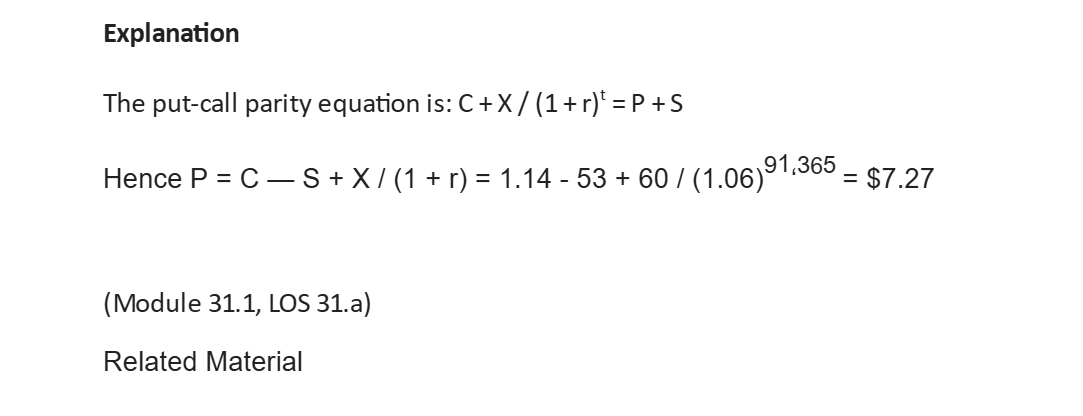 Explanation
The put-call parity equation is: C + X / (1 + r)ᵗ = P + S
Hence P = C — S + X / (1 + r) = 1.14 - 53 + 60 / (1.06)91,365 = $7.27
(Module 31.1, LOS 31.a)
Related Material